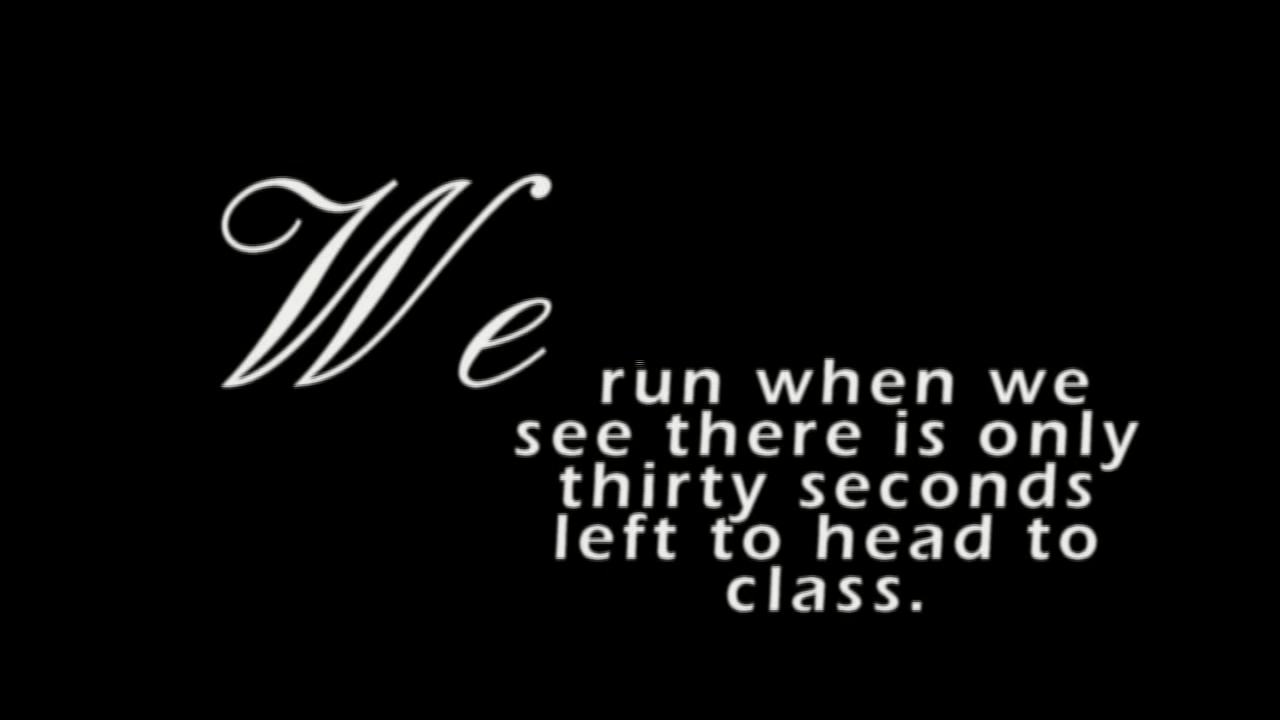 We
run when we
see there is only
thirty seconds
left to head to
class.